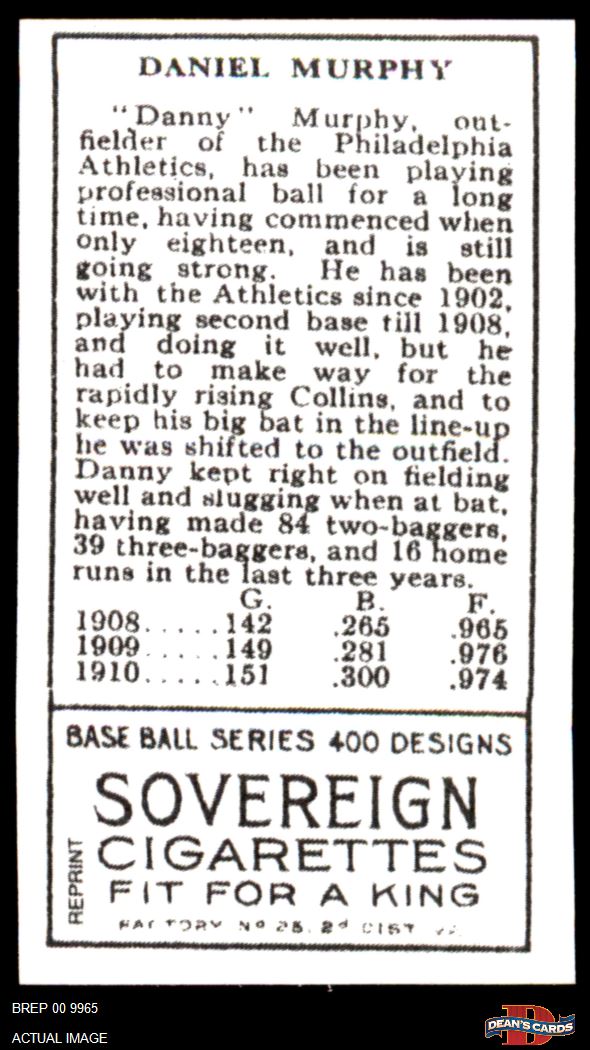 DANIEL MURPHY
"Danny" Murphy, out-
fielder of the Philadelphia
Athletics, has been playing
professional ball for a long
time, having commenced when
only eighteen, and is still
going strong. He has been
with the Athletics since 1902,
playing second base till 1908,
and doing it well, but he
had to make way for the
rapidly rising Collins, and to
keep his big bat in the line-up
he was shifted to the outfield.
Danny kept right on fielding
well and slugging when at bat,
having made 84 two-baggers,
39 three-baggers, and 16 home
runs in the last three years.
G. B. F.
1908......142 .265 .965
1909......149 .281 .976
1910......151 .300 .974
BASE BALL SERIES 400 DESIGNS
SOVEREIGN
CIGARETTES
FIT FOR A KING
REPRINT
FACTORY No 25, 2d DIST VA.
BREP 00 9965
ACTUAL IMAGE
D
DEAN'S CARDS